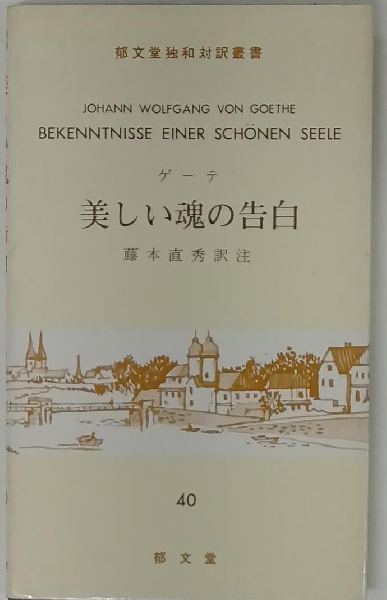 郁文堂独和対訳叢書
JOHANN WOLFGANG VON GOETHE
BEKENNTNISSE EINER SCHÖNEN SEELE
ゲーテ
美しい魂の告白
藤本直秀訳注
40
郁文堂